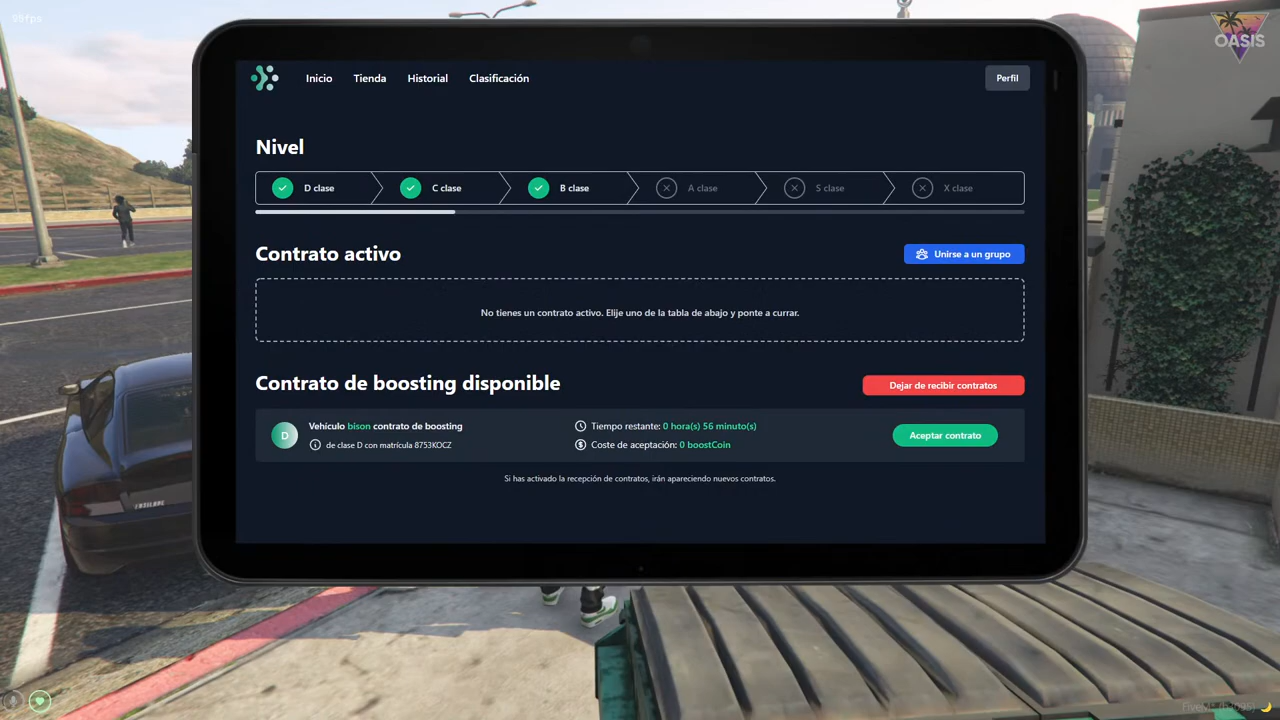 95fps
OASIS
Inicio Tienda Historial Clasificación Perfil
Nivel
D clase C clase B clase A clase S clase X clase
Contrato activo
Unirse a un grupo
No tienes un contrato activo. Elije uno de la tabla de abajo y ponte a currar.
Contrato de boosting disponible
Dejar de recibir contratos
D
Vehículo bison contrato de boosting
de clase D con matrícula 8753KOCZ
Tiempo restante: 0 hora(s) 56 minuto(s)
Coste de aceptación: 0 boostCoin
Aceptar contrato
Si has activado la recepción de contratos, irán apareciendo nuevos contratos.